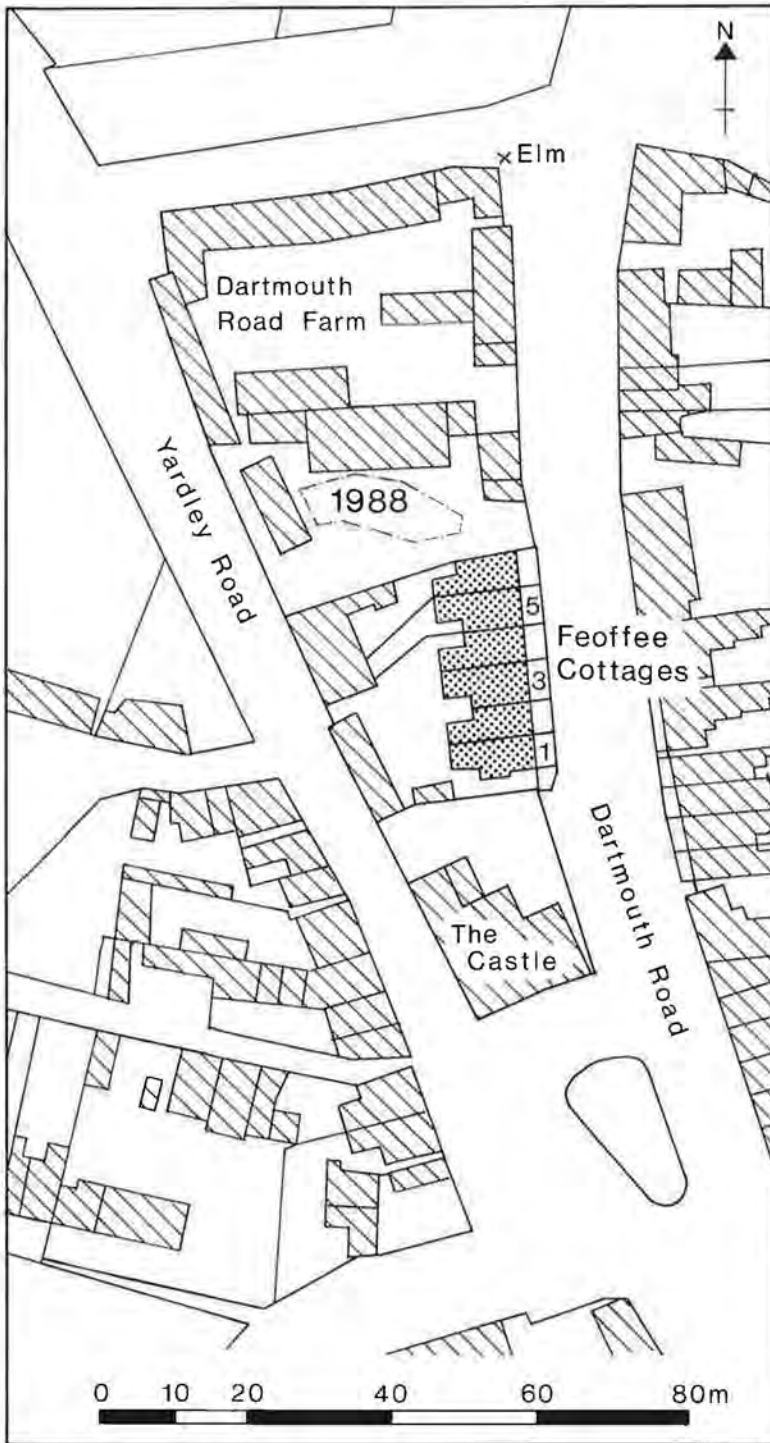 N
Elm
Dartmouth
Road Farm
Yardley Road
1988
5
Feoffee
Cottages
3
1
The
Castle
Dartmouth Road
0 10 20 40 60 80m